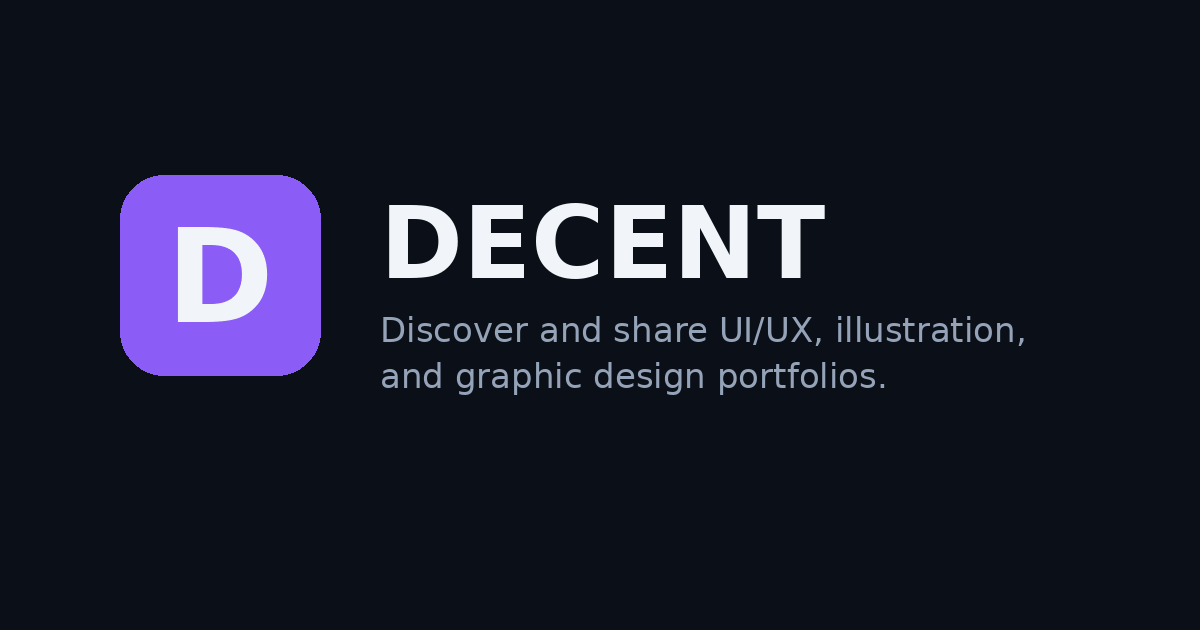 D
DECENT
Discover and share UI/UX, illustration,
and graphic design portfolios.